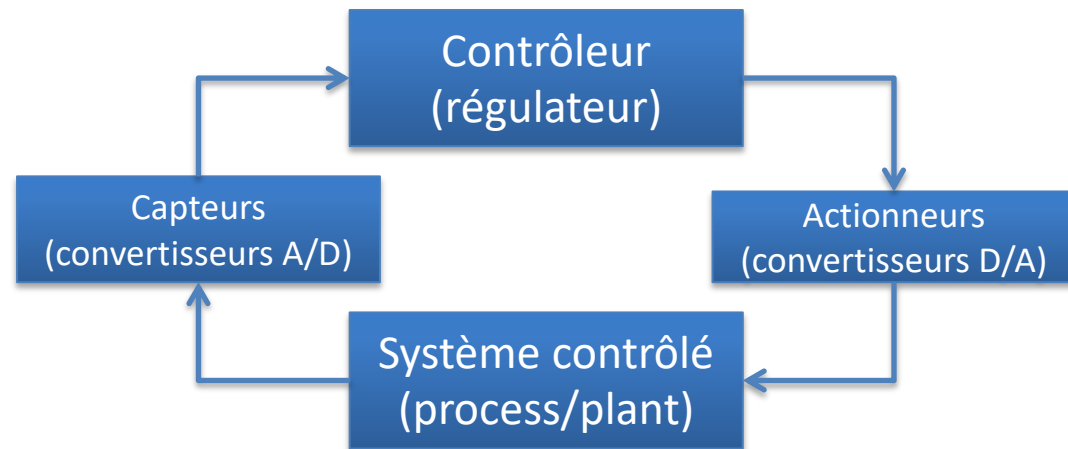 Contrôleur
(régulateur)
Capteurs
(convertisseurs A/D)
Actionneurs
(convertisseurs D/A)
Système contrôlé
(process/plant)